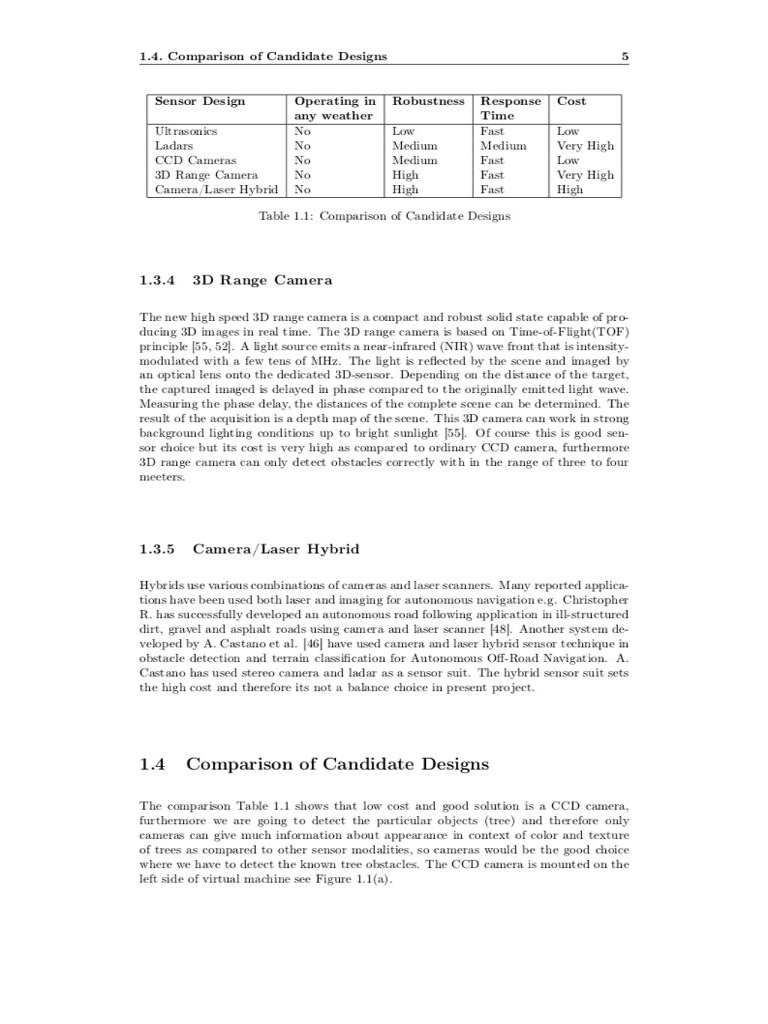 1.4. Comparison of Candidate Designs 5
Sensor Design Operating in any weather Robustness Response Time Cost
Ultrasonics No Low Fast Low
Ladars No Medium Medium Very High
CCD Cameras No Medium Fast Low
3D Range Camera No High Fast Very High
Camera/Laser Hybrid No High Fast High
Table 1.1: Comparison of Candidate Designs
1.3.4 3D Range Camera
The new high speed 3D range camera is a compact and robust solid state capable of pro-
ducing 3D images in real time. The 3D range camera is based on Time-of-Flight(TOF)
principle [55, 52]. A light source emits a near-infrared (NIR) wave front that is intensity-
modulated with a few tens of MHz. The light is reflected by the scene and imaged by
an optical lens onto the dedicated 3D-sensor. Depending on the distance of the target,
the captured imaged is delayed in phase compared to the originally emitted light wave.
Measuring the phase delay, the distances of the complete scene can be determined. The
result of the acquisition is a depth map of the scene. This 3D camera can work in strong
background lighting conditions up to bright sunlight [55]. Of course this is good sen-
sor choice but its cost is very high as compared to ordinary CCD camera, furthermore
3D range camera can only detect obstacles correctly with in the range of three to four
meeters.
1.3.5 Camera/Laser Hybrid
Hybrids use various combinations of cameras and laser scanners. Many reported applica-
tions have been used both laser and imaging for autonomous navigation e.g. Christopher
R. has successfully developed an autonomous road following application in ill-structured
dirt, gravel and asphalt roads using camera and laser scanner [48]. Another system de-
veloped by A. Castano et al. [46] have used camera and laser hybrid sensor technique in
obstacle detection and terrain classification for Autonomous Off-Road Navigation. A.
Castano has used stereo camera and ladar as a sensor suit. The hybrid sensor suit sets
the high cost and therefore its not a balance choice in present project.
1.4 Comparison of Candidate Designs
The comparison Table 1.1 shows that low cost and good solution is a CCD camera,
furthermore we are going to detect the particular objects (tree) and therefore only
cameras can give much information about appearance in context of color and texture
of trees as compared to other sensor modalities, so cameras would be the good choice
where we have to detect the known tree obstacles. The CCD camera is mounted on the
left side of virtual machine see Figure 1.1(a).